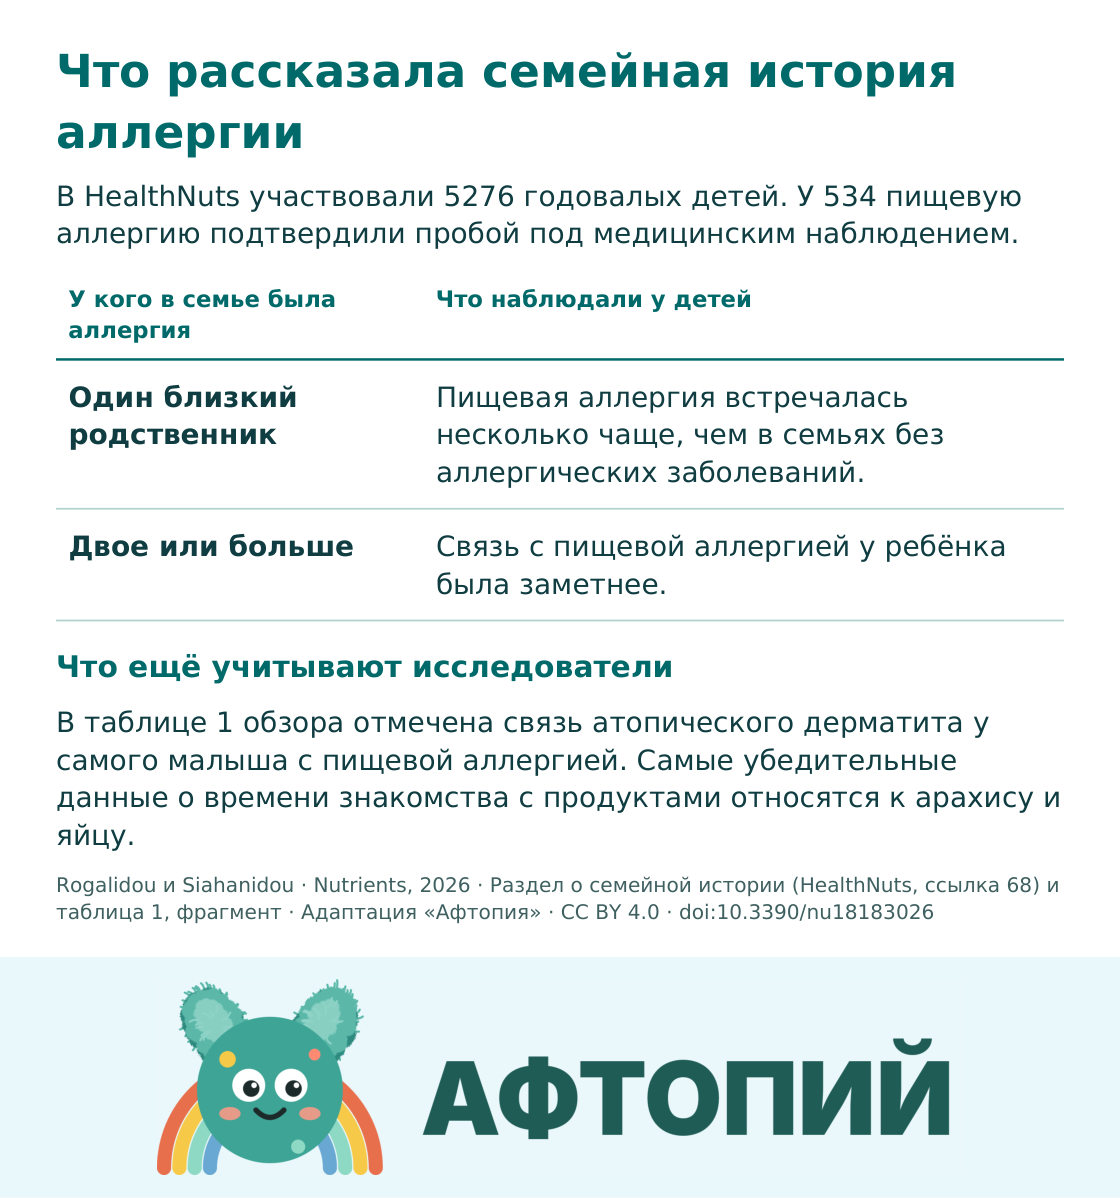 Что рассказала семейная история
аллергии
В HealthNuts участвовали 5276 годовалых детей. У 534 пищевую
аллергию подтвердили пробой под медицинским наблюдением.
У кого в семье была
аллергия
Что наблюдали у детей
Один близкий
родственник
Пищевая аллергия встречалась
несколько чаще, чем в семьях без
аллергических заболеваний.
Двое или больше
Связь с пищевой аллергией у ребёнка
была заметнее.
Что ещё учитывают исследователи
В таблице 1 обзора отмечена связь атопического дерматита у
самого малыша с пищевой аллергией. Самые убедительные
данные о времени знакомства с продуктами относятся к арахису и
яйцу.
Rogalidou и Siahanidou · Nutrients, 2026 · Раздел о семейной истории (HealthNuts, ссылка 68) и
таблица 1, фрагмент · Адаптация «Афтопия» · CC BY 4.0 · doi:10.3390/nu18183026
АФТОПИЙ